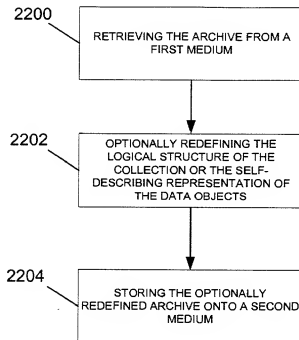 2200
RETRIEVING THE ARCHIVE FROM A
FIRST MEDIUM
2202
OPTIONALLY REDEFINING THE
LOGICAL STRUCTURE OF THE
COLLECTION OR THE SELF-
DESCRIBING REPRESENTATION OF
THE DATA OBJECTS
2204
STORING THE OPTIONALLY
REDEFINED ARCHIVE ONTO A SECOND
MEDIUM